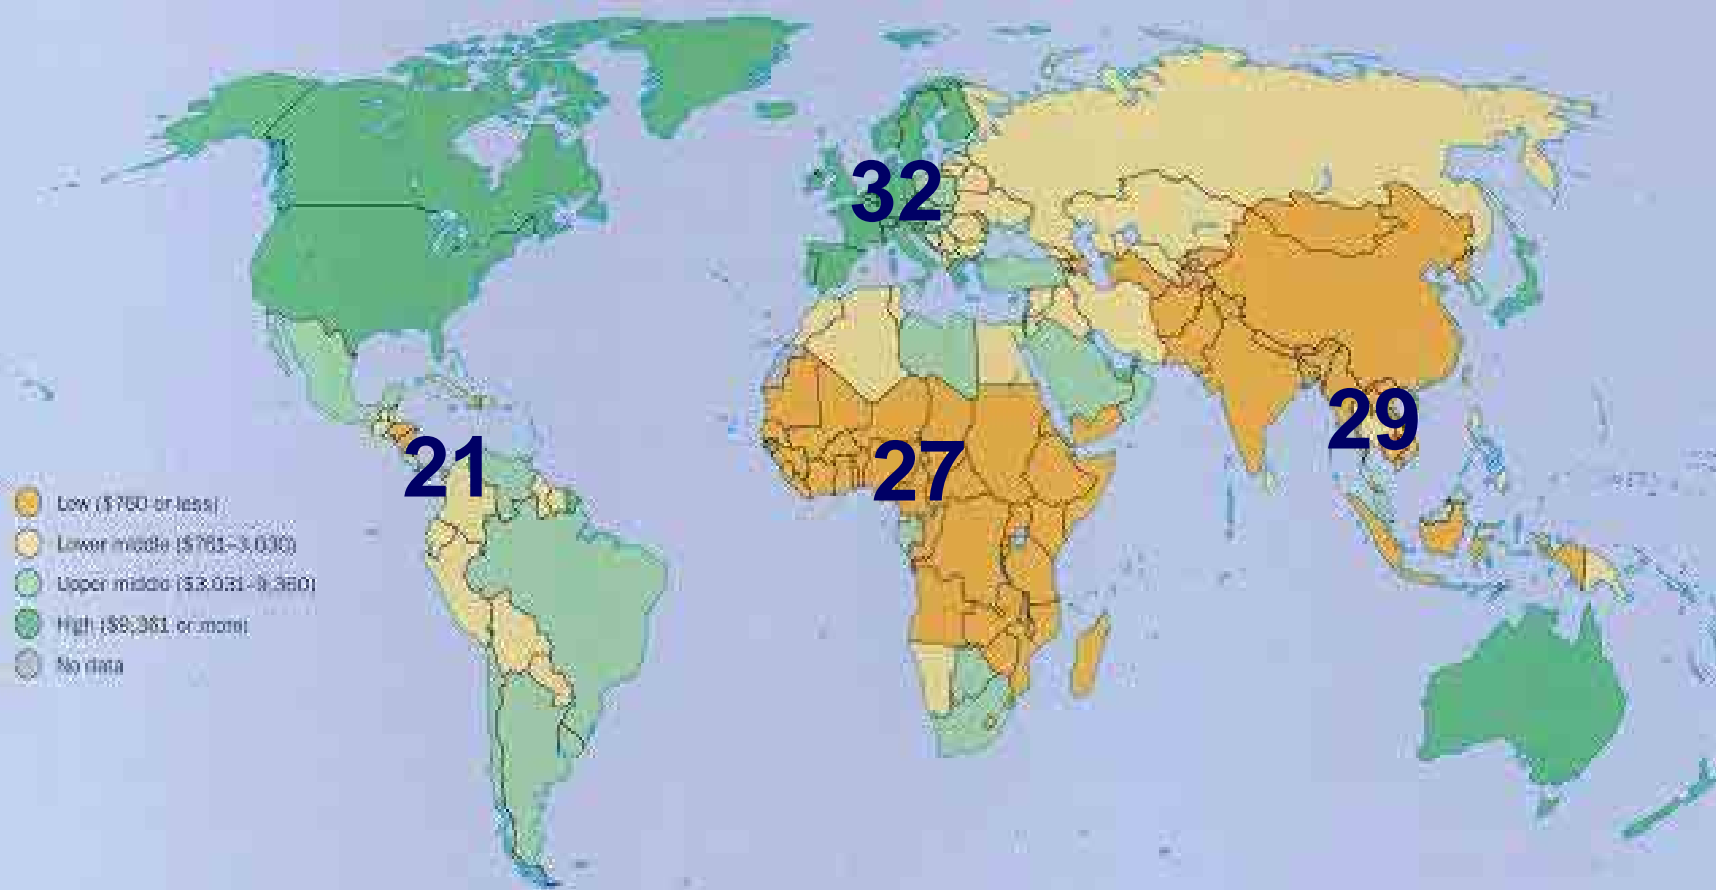 32
29
21
27
Low ($760 or less)
Lower middle ($761–3,030)
Upper middle ($3,031–9,360)
High ($9,361 or more)
No data